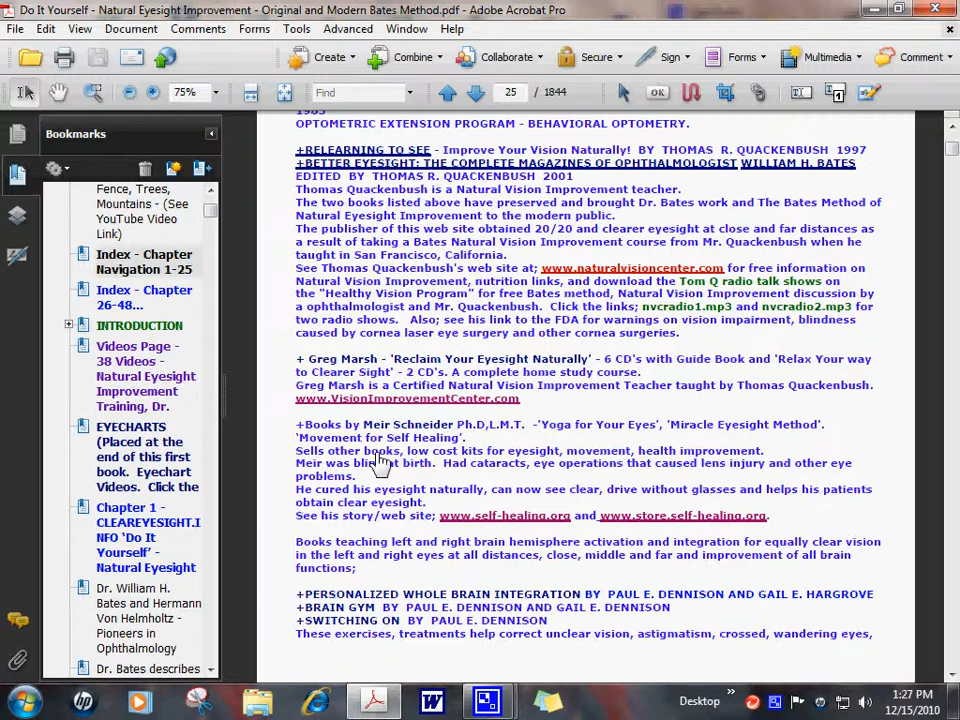 Do It Yourself - Natural Eyesight Improvement - Original and Modern Bates Method.pdf - Adobe Acrobat Pro
File Edit View Document Comments Forms Tools Advanced Window Help
Create Combine Collaborate Secure Sign Forms Multimedia Comment
75% Find 25 / 1844
Bookmarks
Fence, Trees,
Mountains - (See
YouTube Video
Link)
Index - Chapter
Navigation 1-25
Index - Chapter
26-48...
INTRODUCTION
Videos Page -
38 Videos -
Natural Eyesight
Improvement
Training, Dr.
EYECHARTS
(Placed at the
end of this first
book. Eyechart
Videos. Click the
Chapter 1 -
CLEAREYESIGHT.I
NFO ‘Do It
Yourself’ -
Natural Eyesight
Dr. William H.
Bates and Hermann
Von Helmholtz -
Pioneers in
Ophthalmology
Dr. Bates describes
1985
OPTOMETRIC EXTENSION PROGRAM - BEHAVIORAL OPTOMETRY.
+RELEARNING TO SEE - Improve Your Vision Naturally! BY THOMAS R. QUACKENBUSH 1997
+BETTER EYESIGHT: THE COMPLETE MAGAZINES OF OPHTHALMOLOGIST WILLIAM H. BATES
EDITED BY THOMAS R. QUACKENBUSH 2001
Thomas Quackenbush is a Natural Vision Improvement teacher.
The two books listed above have preserved and brought Dr. Bates work and The Bates Method of
Natural Eyesight Improvement to the modern public.
The publisher of this web site obtained 20/20 and clearer eyesight at close and far distances as
a result of taking a Bates Natural Vision Improvement course from Mr. Quackenbush when he
taught in San Francisco, California.
See Thomas Quackenbush's web site at; www.naturalvisioncenter.com for free information on
Natural Vision Improvement, nutrition links, and download the Tom Q radio talk shows on
the "Healthy Vision Program" for free Bates method, Natural Vision Improvement discussion by
a ophthalmologist and Mr. Quackenbush. Click the links; nvcradio1.mp3 and nvcradio2.mp3 for
two radio shows. Also; see his link to the FDA for warnings on vision impairment, blindness
caused by cornea laser eye surgery and other cornea surgeries.
+ Greg Marsh - 'Reclaim Your Eyesight Naturally' - 6 CD's with Guide Book and 'Relax Your way
to Clearer Sight' - 2 CD's. A complete home study course.
Greg Marsh is a Certified Natural Vision Improvement Teacher taught by Thomas Quackenbush.
www.VisionImprovementCenter.com
+Books by Meir Schneider Ph.D,L.M.T. -'Yoga for Your Eyes', 'Miracle Eyesight Method'.
‘Movement for Self Healing’.
Sells other books, low cost kits for eyesight, movement, health improvement.
Meir was blind at birth. Had cataracts, eye operations that caused lens injury and other eye
problems.
He cured his eyesight naturally, can now see clear, drive without glasses and helps his patients
obtain clear eyesight.
See his story/web site; www.self-healing.org and www.store.self-healing.org.
Books teaching left and right brain hemisphere activation and integration for equally clear vision
in the left and right eyes at all distances, close, middle and far and improvement of all brain
functions;
+PERSONALIZED WHOLE BRAIN INTEGRATION BY PAUL E. DENNISON AND GAIL E. HARGROVE
+BRAIN GYM BY PAUL E. DENNISON AND GAIL E. DENNISON
+SWITCHING ON BY PAUL E. DENNISON
These exercises, treatments help correct unclear vision, astigmatism, crossed, wandering eyes,
Desktop
1:27 PM
12/15/2010